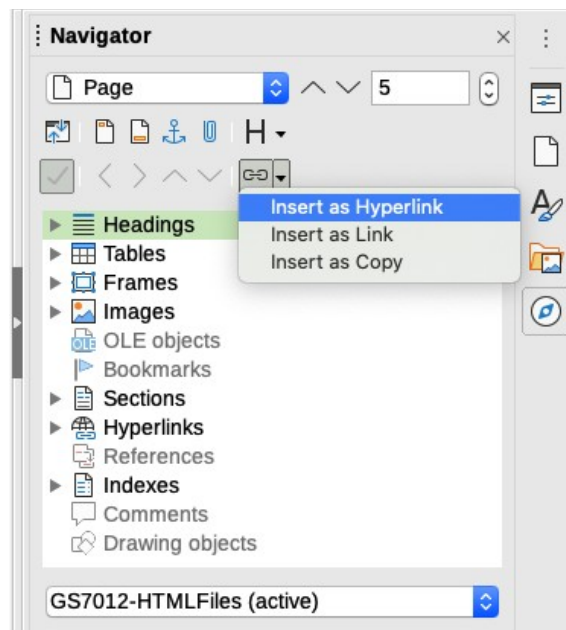 Navigator
Page 5
H
Insert as Hyperlink
Insert as Link
Insert as Copy
Headings
Tables
Frames
Images
OLE OLE objects
Bookmarks
Sections
Hyperlinks
References
Indexes
Comments
Drawing objects
GS7012-HTMLFiles (active)